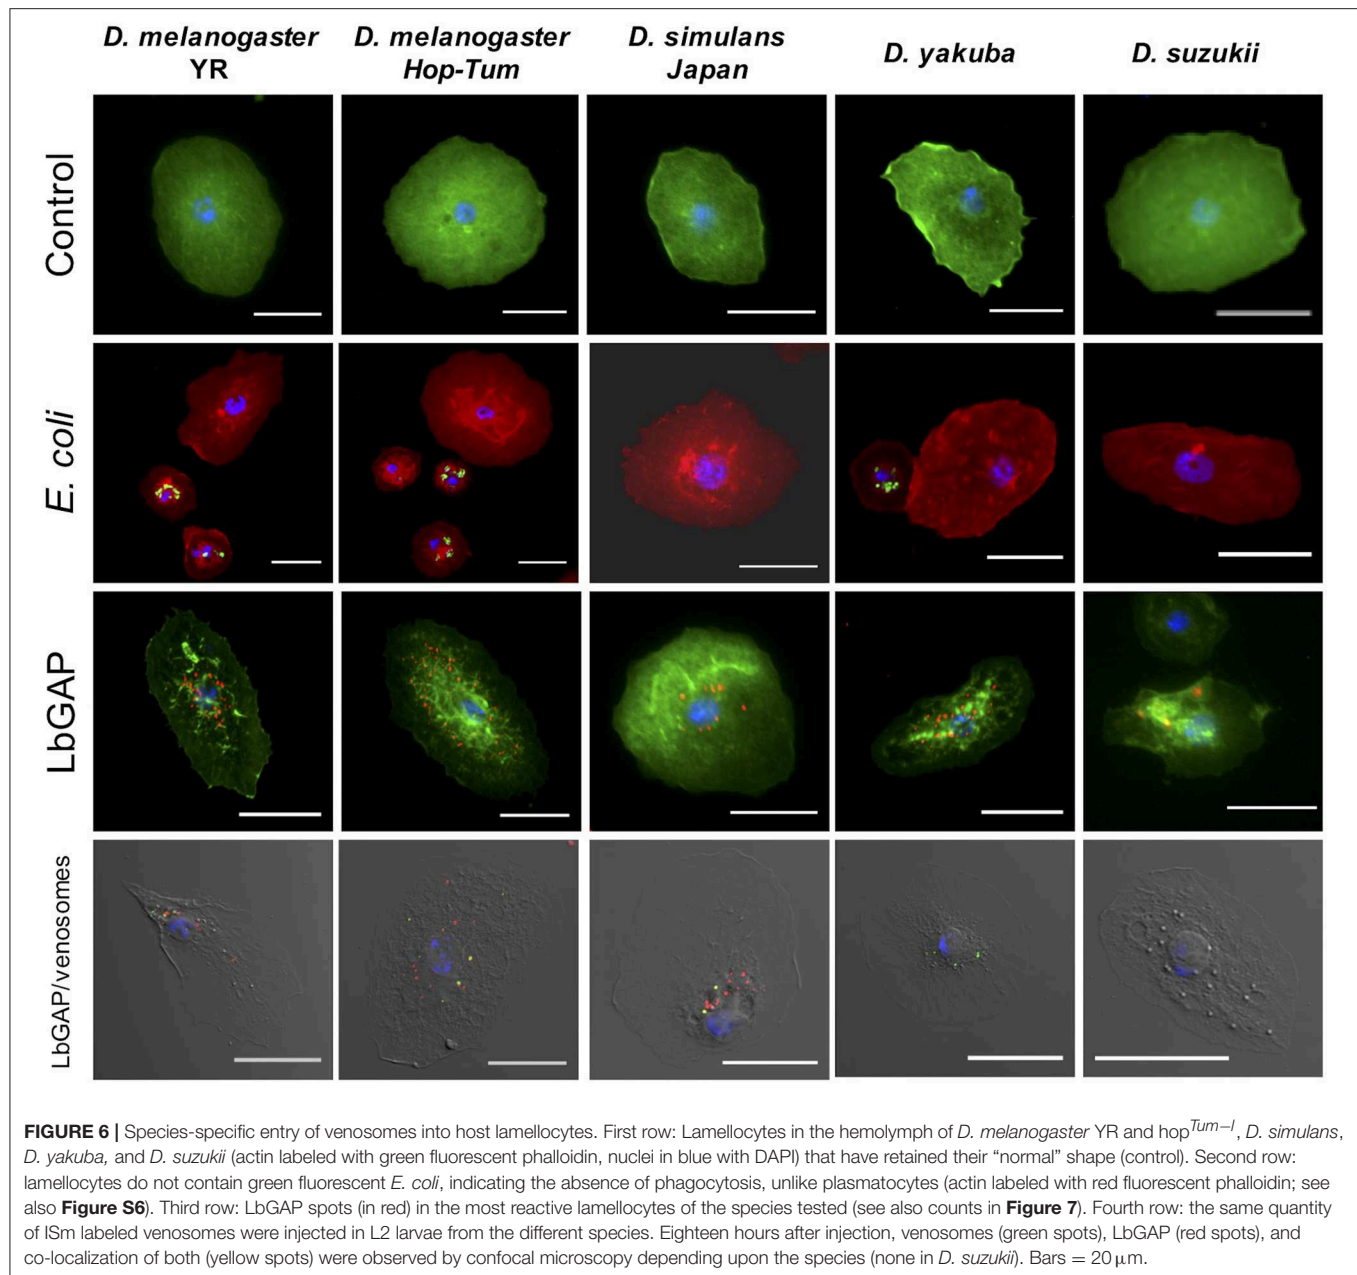 D. melanogaster
YR
D. melanogaster
Hop-Tum
D. simulans
Japan
D. yakuba
D. suzukii
Control
E. coli
LbGAP
LbGAP/venosomes
FIGURE 6 | Species-specific entry of venosomes into host lamellocytes. First row: Lamellocytes in the hemolymph of D. melanogaster YR and hop^Tum−l, D. simulans,
D. yakuba, and D. suzukii (actin labeled with green fluorescent phalloidin, nuclei in blue with DAPI) that have retained their “normal” shape (control). Second row:
lamellocytes do not contain green fluorescent E. coli, indicating the absence of phagocytosis, unlike plasmatocytes (actin labeled with red fluorescent phalloidin; see
also Figure S6). Third row: LbGAP spots (in red) in the most reactive lamellocytes of the species tested (see also counts in Figure 7). Fourth row: the same quantity
of ISm labeled venosomes were injected in L2 larvae from the different species. Eighteen hours after injection, venosomes (green spots), LbGAP (red spots), and
co-localization of both (yellow spots) were observed by confocal microscopy depending upon the species (none in D. suzukii). Bars = 20 μm.